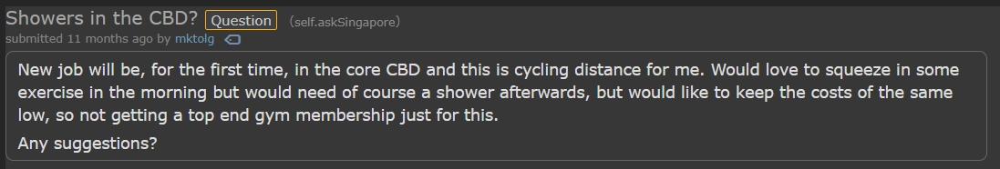 Showers in the CBD? Question (self.askSingapore)
submitted 11 months ago by mktolg
New job will be, for the first time, in the core CBD and this is cycling distance for me. Would love to squeeze in some
exercise in the morning but would need of course a shower afterwards, but would like to keep the costs of the same
low, so not getting a top end gym membership just for this.
Any suggestions?